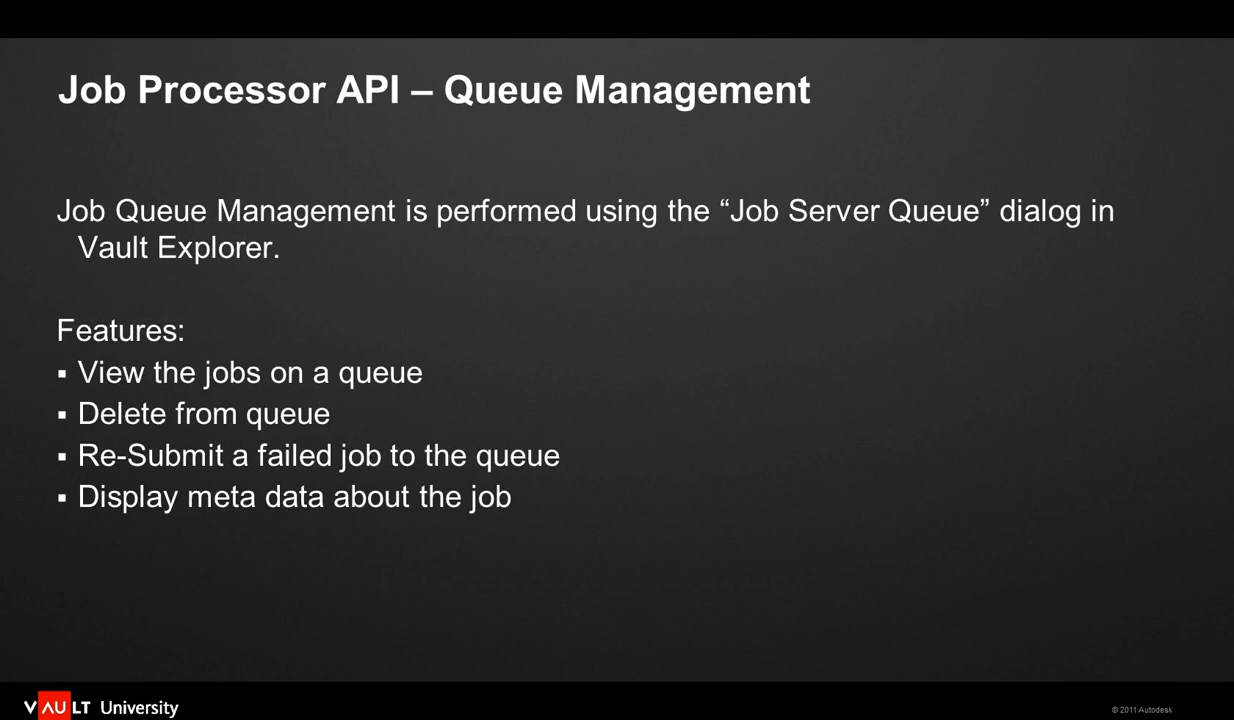 Job Processor API – Queue Management
Job Queue Management is performed using the “Job Server Queue” dialog in
Vault Explorer.
Features:
▪ View the jobs on a queue
▪ Delete from queue
▪ Re-Submit a failed job to the queue
▪ Display meta data about the job
VAULT University
© 2011 Autodesk